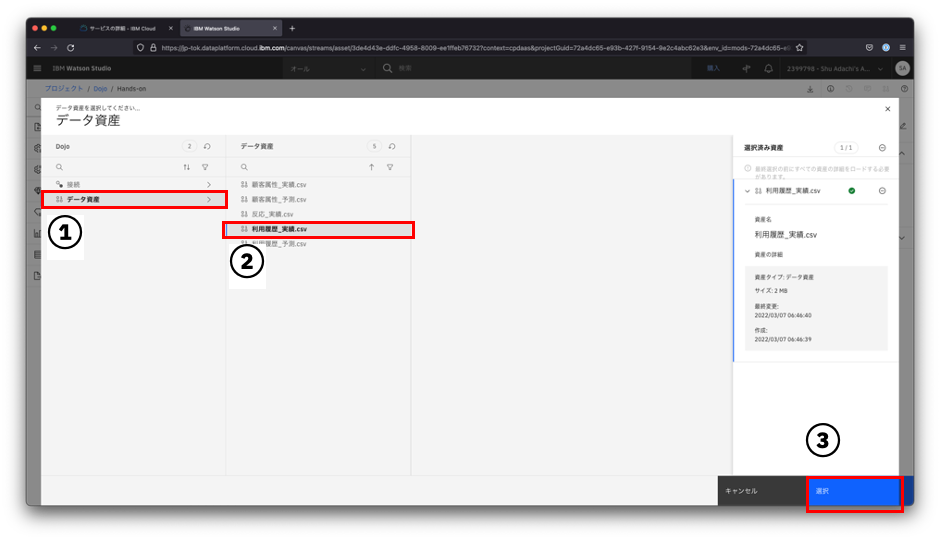 サービスの詳細 - IBM Cloud
IBM Watson Studio
https://jp-tok.dataplatform.cloud.ibm.com/canvas/streams/asset/3de4d43e-ddfc-4958-8009-ee1ffeb76732?context=cpdaas&projectGuid=72a4dc65-e93b-427f-9154-9e2c4abc62e3&env_id=mods-72a4dc65-e9
IBM Watson Studio
オール
検索
購入
2399798 - Shu Adachi's A...
SA
プロジェクト / Dojo / Hands-on
データ資産を選択してください...
データ資産
Dojo
2
データ資産
5
選択済み資産
1 / 1
最終選択の前にすべての資産の詳細をロードする必要があります。
接続
データ資産
顧客属性_実績.csv
顧客属性_予測.csv
反応_実績.csv
利用履歴_実績.csv
利用履歴_予測.csv
利用履歴_実績.csv
資産名
利用履歴_実績.csv
資産の詳細
資産タイプ: データ資産
サイズ: 2 MB
最終変更:
2022/03/07 06:46:40
作成:
2022/03/07 06:46:39
1
2
3
キャンセル
選択